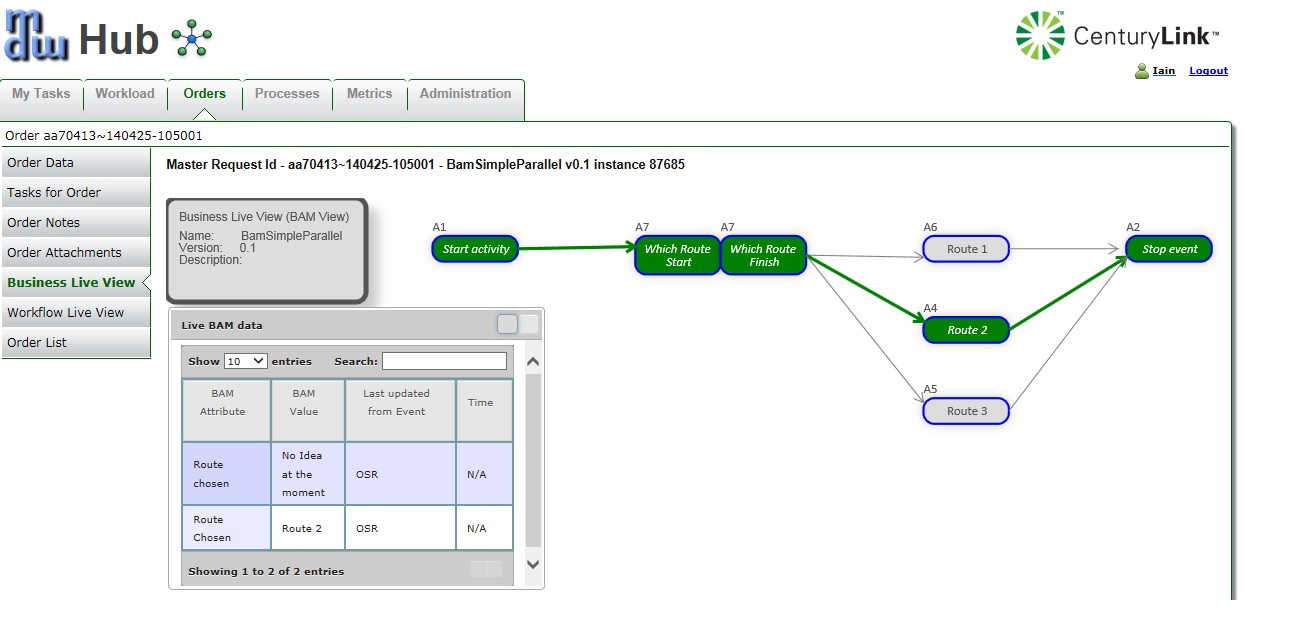 mdw Hub
CenturyLink™
Iain Logout
My Tasks Workload Orders Processes Metrics Administration
Order aa70413~140425-105001
Order Data
Tasks for Order
Order Notes
Order Attachments
Business Live View
Workflow Live View
Order List
Master Request Id - aa70413~140425-105001 - BamSimpleParallel v0.1 instance 87685
Business Live View (BAM View)
Name: BamSimpleParallel
Version: 0.1
Description:
A1
Start activity
A7
Which Route
Start
A7
Which Route
Finish
A6
Route 1
A2
Stop event
A4
Route 2
A5
Route 3
Live BAM data
Show 10 entries Search:
BAM
Attribute
BAM
Value
Last updated
from Event
Time
Route
chosen
No Idea
at the
moment
OSR
N/A
Route
Chosen
Route 2
OSR
N/A
Showing 1 to 2 of 2 entries